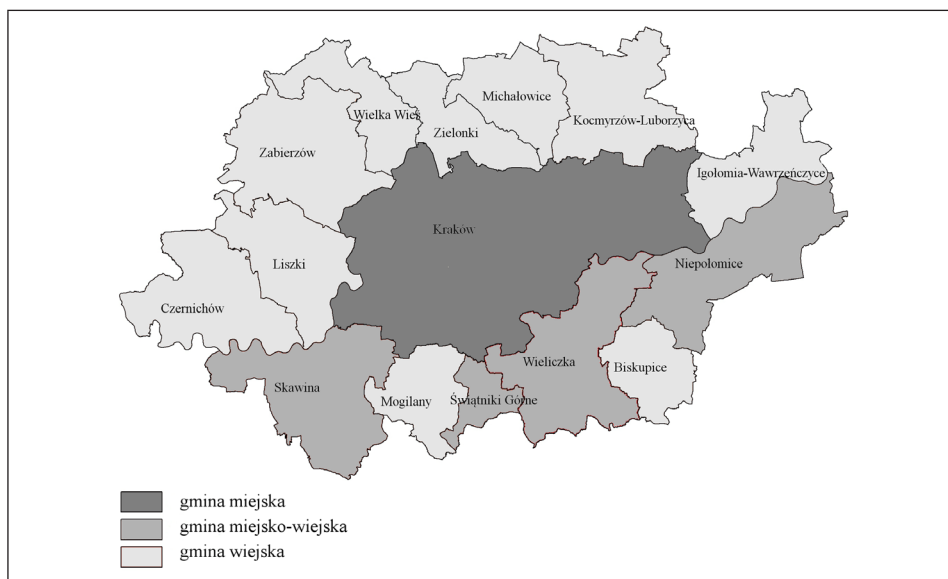 Michałowice
Wielka Wieś
Kocmyrzów-Luborzyca
Zielonki
Zabierzów
Igołomia-Wawrzeńczyce
Kraków
Liszki
Niepołomice
Czernichów
Wieliczka
Biskupice
Skawina
Mogilany
Świątniki Górne
gmina miejska
gmina miejsko-wiejska
gmina wiejska